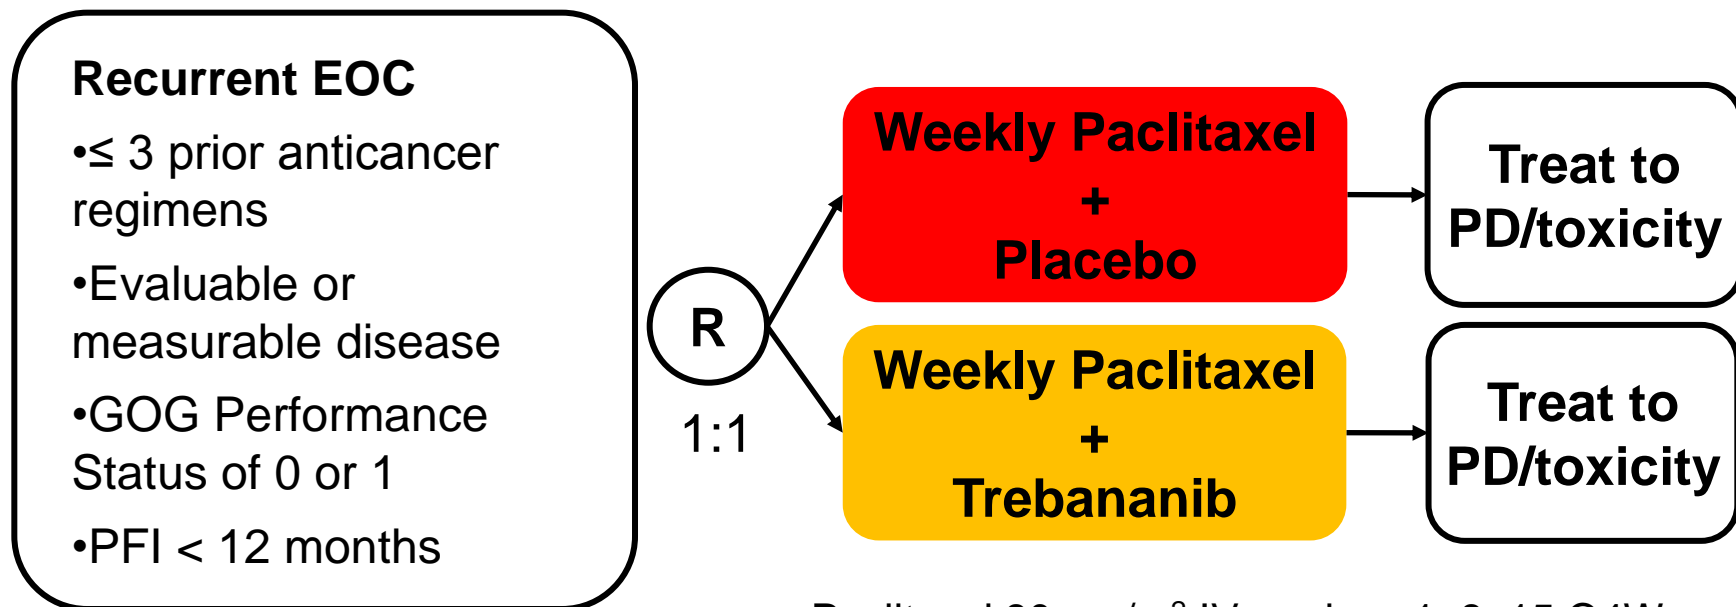 Recurrent EOC
•≤ 3 prior anticancer
regimens
•Evaluable or
measurable disease
•GOG Performance
Status of 0 or 1
•PFI < 12 months
R
1:1
Weekly Paclitaxel
+
Placebo
Treat to
PD/toxicity
Weekly Paclitaxel
+
Trebananib
Treat to
PD/toxicity